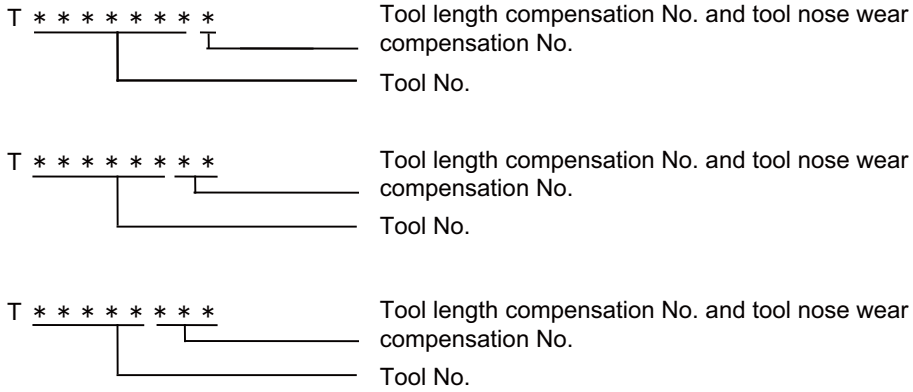 T * * * * * * * *
Tool length compensation No. and tool nose wear
compensation No.
Tool No.
T * * * * * * * *
Tool length compensation No. and tool nose wear
compensation No.
Tool No.
T * * * * * * * *
Tool length compensation No. and tool nose wear
compensation No.
Tool No.